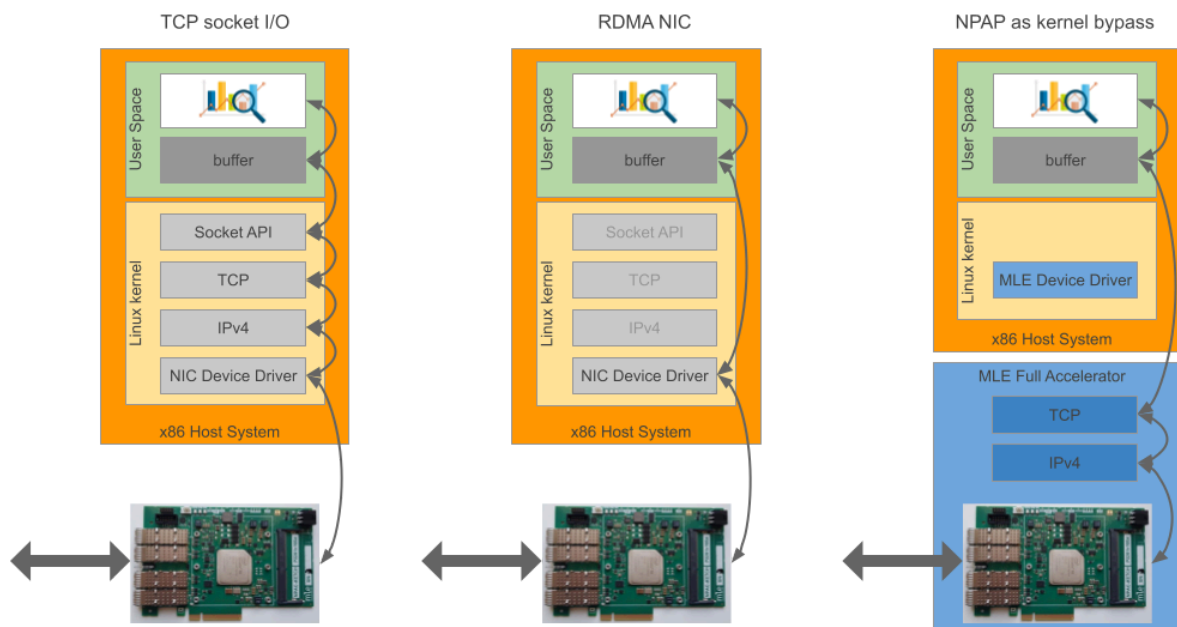 TCP socket I/O
User Space
buffer
Linux kernel
Socket API
TCP
IPv4
NIC Device Driver
x86 Host System
RDMA NIC
User Space
buffer
Linux kernel
Socket API
TCP
IPv4
NIC Device Driver
x86 Host System
NPAP as kernel bypass
User Space
buffer
Linux kernel
MLE Device Driver
x86 Host System
MLE Full Accelerator
TCP
IPv4